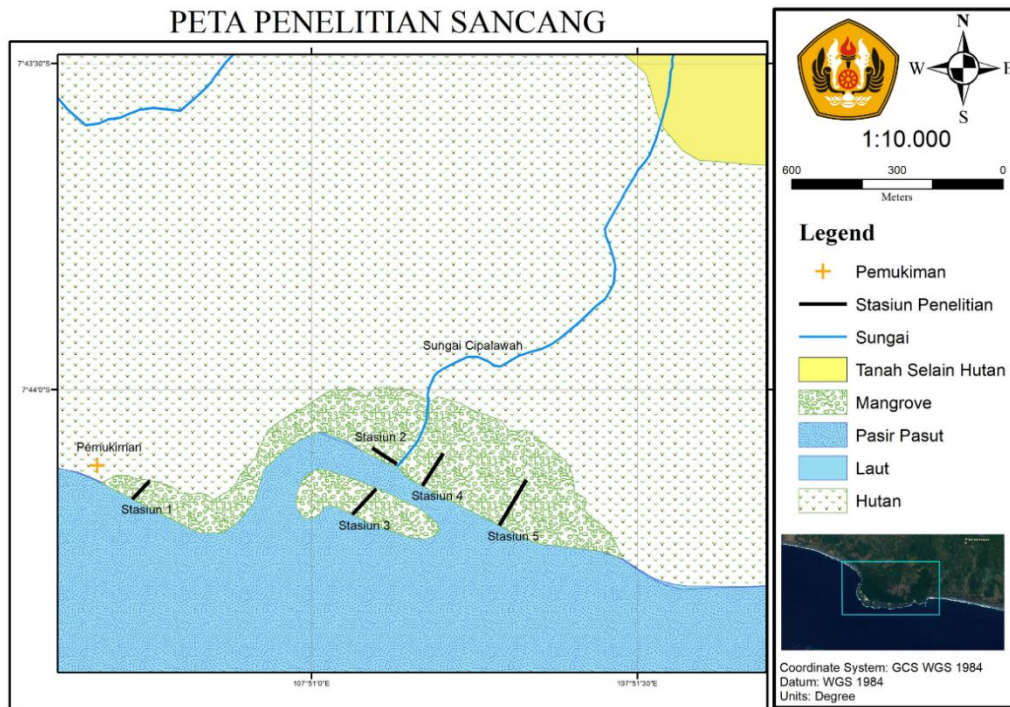 PETA PENELITIAN SANCANG
7°43'30"S
7°44'0"S
Sungai Cipalawah
Pemukiman
Stasiun 1
Stasiun 2
Stasiun 3
Stasiun 4
Stasiun 5
107°51'0"E
107°51'30"E
N
W
E
S
1:10.000
600
300
0
Meters
Legend
Pemukiman
Stasiun Penelitian
Sungai
Tanah Selain Hutan
Mangrove
Pasir Pasut
Laut
Hutan
Coordinate System: GCS WGS 1984
Datum: WGS 1984
Units: Degree